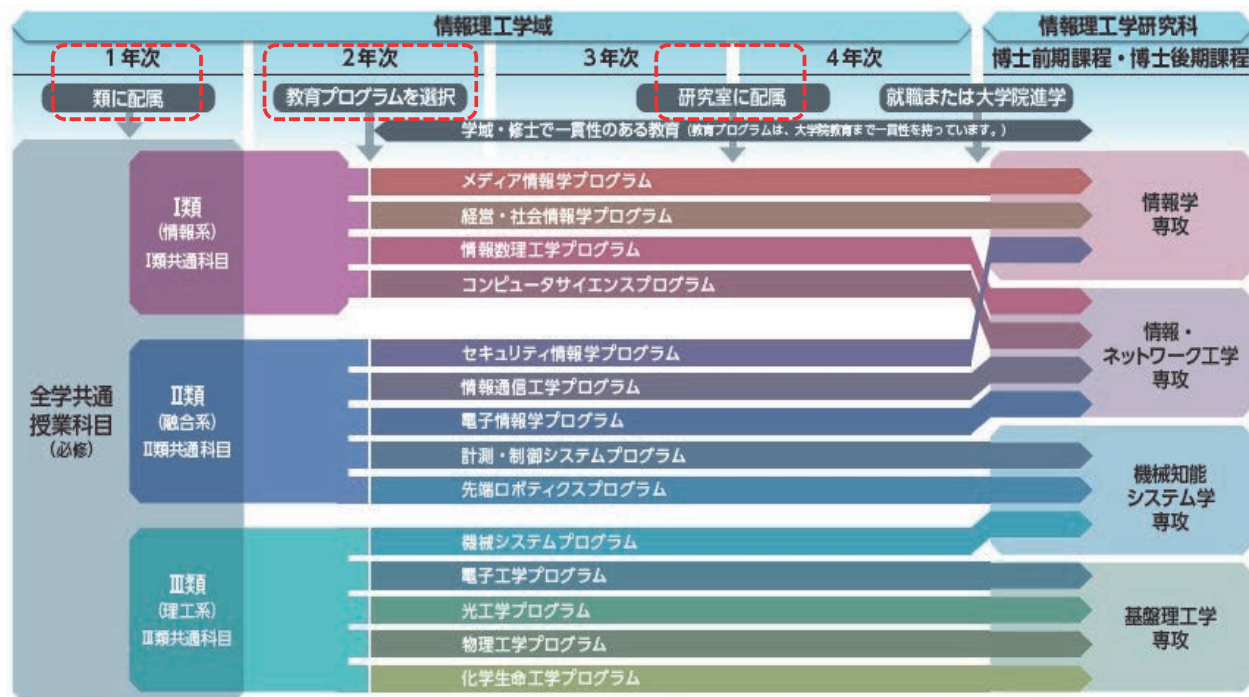 情報理工学域
情報理工学研究科
1年次
2年次
3年次
4年次
博士前期課程・博士後期課程
類に配属
教育プログラムを選択
研究室に配属
就職または大学院進学
学域・修士で一貫性のある教育（教育プログラムは、大学院教育まで一貫性を持っています。）
全学共通
授業科目
（必修）
Ⅰ類
（情報系）
Ⅰ類共通科目
メディア情報学プログラム
経営・社会情報学プログラム
情報数理工学プログラム
コンピュータサイエンスプログラム
Ⅱ類
（融合系）
Ⅱ類共通科目
セキュリティ情報学プログラム
情報通信工学プログラム
電子情報学プログラム
計測・制御システムプログラム
先端ロボティクスプログラム
Ⅲ類
（理工系）
Ⅲ類共通科目
機械システムプログラム
電子工学プログラム
光工学プログラム
物理工学プログラム
化学生命工学プログラム
情報学
専攻
情報・
ネットワーク工学
専攻
機械知能
システム学
専攻
基盤理工学
専攻